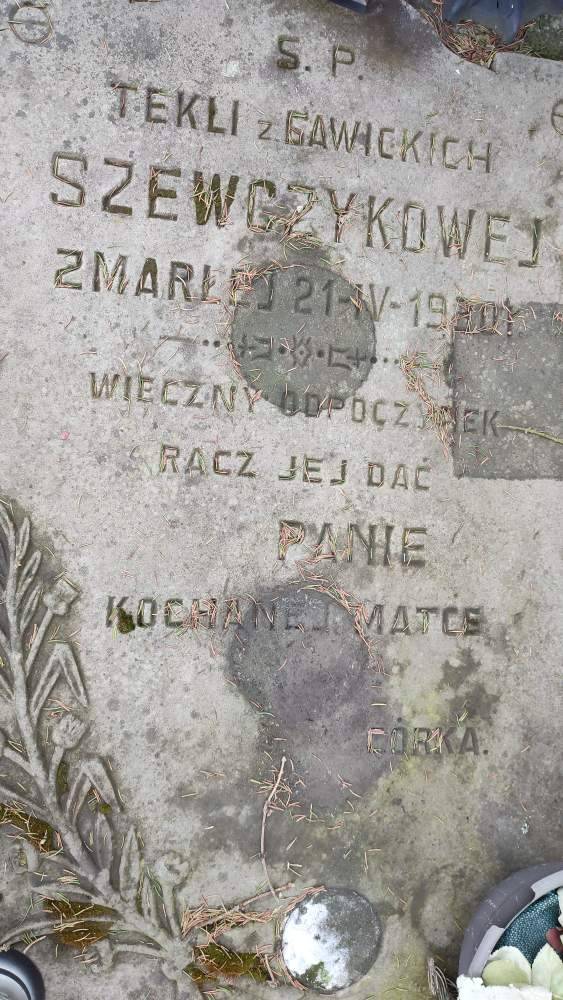 S. P.
TEKLI z GAWICKICH
SZEWCZYKOWEJ
ZMARŁEJ 21-IV-
WIECZNY ODPOCZYNEK
RACZ JEJ DAĆ
PANIE
KOCHANEJ MATCE
CÓRKA.